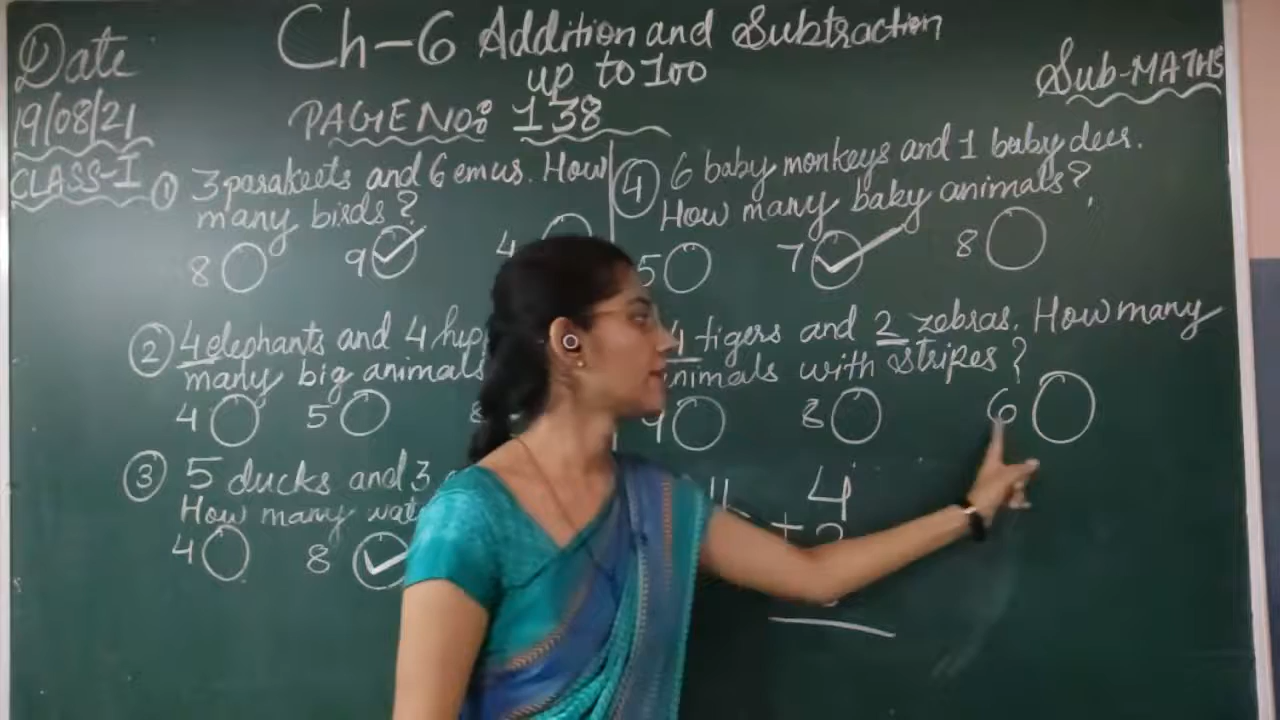 Date
19/08/21
CLASS-I
Ch-6 Addition and Subtraction
up to 100
Sub-MATHS
PAGE NO: 138
① 3 parakeets and 6 emus. How
many birds?
8 9 4
② 4 elephants and 4 hip
many big animals
4 5 8
③ 5 ducks and 3
How many wat
4 8
④ 6 baby monkeys and 1 baby deer.
How many baby animals?
5 7 8
4 tigers and 2 zebras. How many
nimals with stripes?
9 8 6
4
+ 2